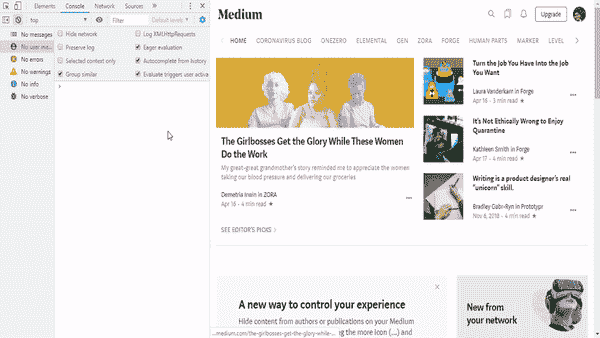 Elements Console Network Sources
top Filter Default levels ▼
No messages
No user me...
No errors
No warnings
No info
No verbose
Hide network
Preserve log
Selected context only
Group similar
Log XMLHttpRequests
Eager evaluation
Autocomplete from history
Evaluate triggers user activa
Medium
Upgrade
HOME CORONAVIRUS BLOG ONEZERO ELEMENTAL GEN ZORA FORGE HUMAN PARTS MARKER LEVEL
The Girlbosses Get the Glory While These Women
Do the Work
My great-great grandmother's story reminded me to appreciate the women
taking our blood pressure and delivering our groceries
Demetria Irwin in ZORA
Apr 16 · 4 min read ★
SEE EDITOR'S PICKS
Turn the Job You Have Into the Job
You Want
Laura Vanderkam in Forge
Apr 16 · 3 min read ★
It's Not Ethically Wrong to Enjoy
Quarantine
Kathleen Smith in Forge
Apr 17 · 4 min read ★
Writing is a product designer's real
"unicorn" skill.
Bradley Gabr-Ryn in Prototypr
Nov 6, 2018 · 4 min read ★
A new way to control your experience
Hide content from authors or publications on your Medium
ng the more icon (...) and
...medium.com/the-girlbosses-get-the-glory-while-...
New from
your network